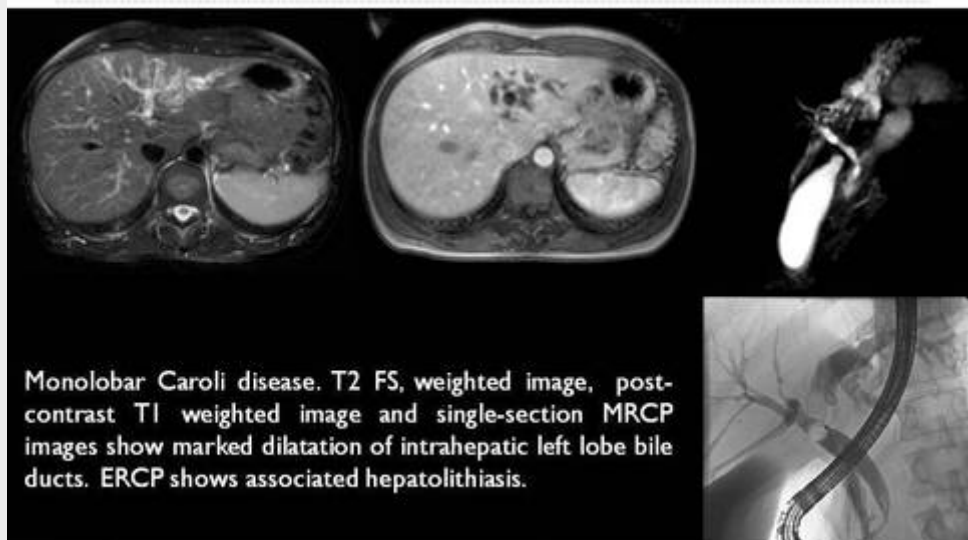 Monolobar Caroli disease. T2 FS, weighted image, post-
contrast T1 weighted image and single-section MRCP
images show marked dilatation of intrahepatic left lobe bile
ducts. ERCP shows associated hepatolithiasis.